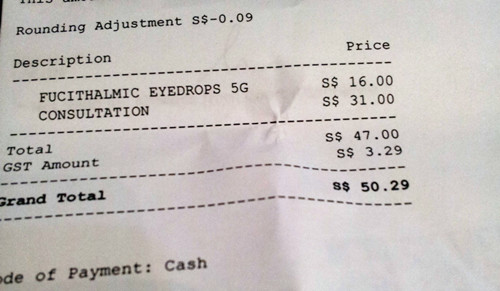 Rounding Adjustment S$-0.09
Description Price
FUCITHALMIC EYEDROPS 5G S$ 16.00
CONSULTATION S$ 31.00
Total S$ 47.00
GST Amount S$ 3.29
Grand Total S$ 50.29
of Payment: Cash